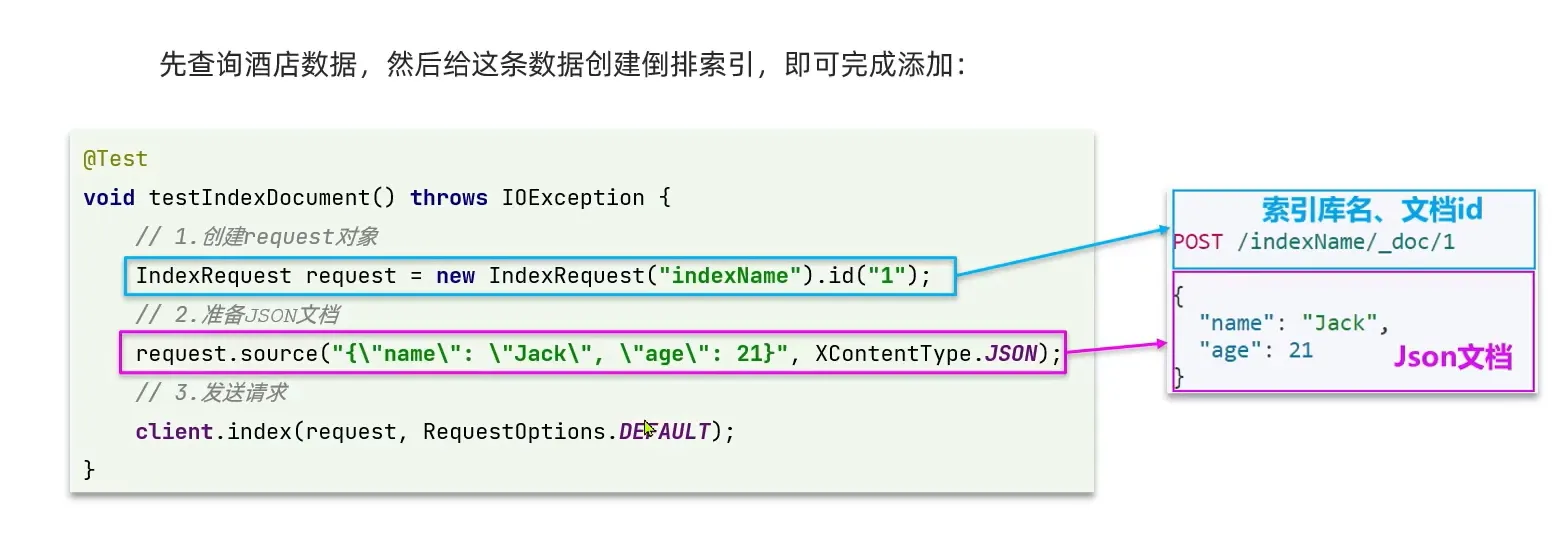 先查询酒店数据，然后给这条数据创建倒排索引，即可完成添加：
@Test
void testIndexDocument() throws IOException {
// 1.创建request对象
IndexRequest request = new IndexRequest("indexName").id("1");
// 2.准备JSON文档
request.source("{\"name\": \"Jack\", \"age\": 21}", XContentType.JSON);
// 3.发送请求
client.index(request, RequestOptions.DEFAULT);
}
索引库名、文档id
POST /indexName/_doc/1
{
"name": "Jack",
"age": 21
Json文档
}